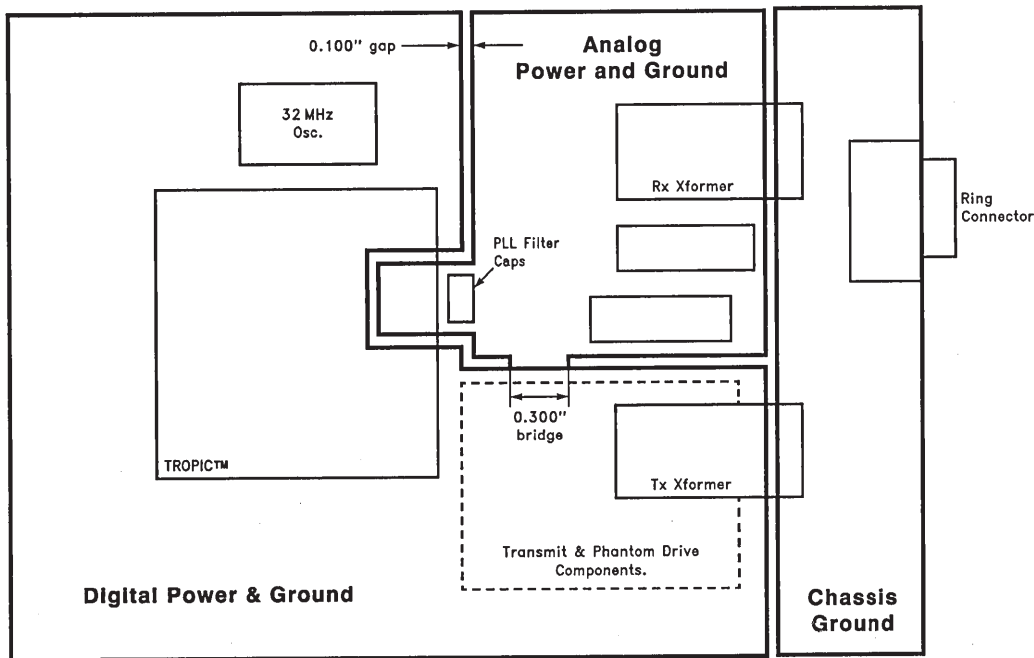 0.100" gap
Analog
Power and Ground
32 MHz
Osc.
Rx Xformer
Ring
Connector
PLL Filter
Caps
0.300"
bridge
TROPIC™
Tx Xformer
Transmit & Phantom Drive
Components.
Digital Power & Ground
Chassis
Ground